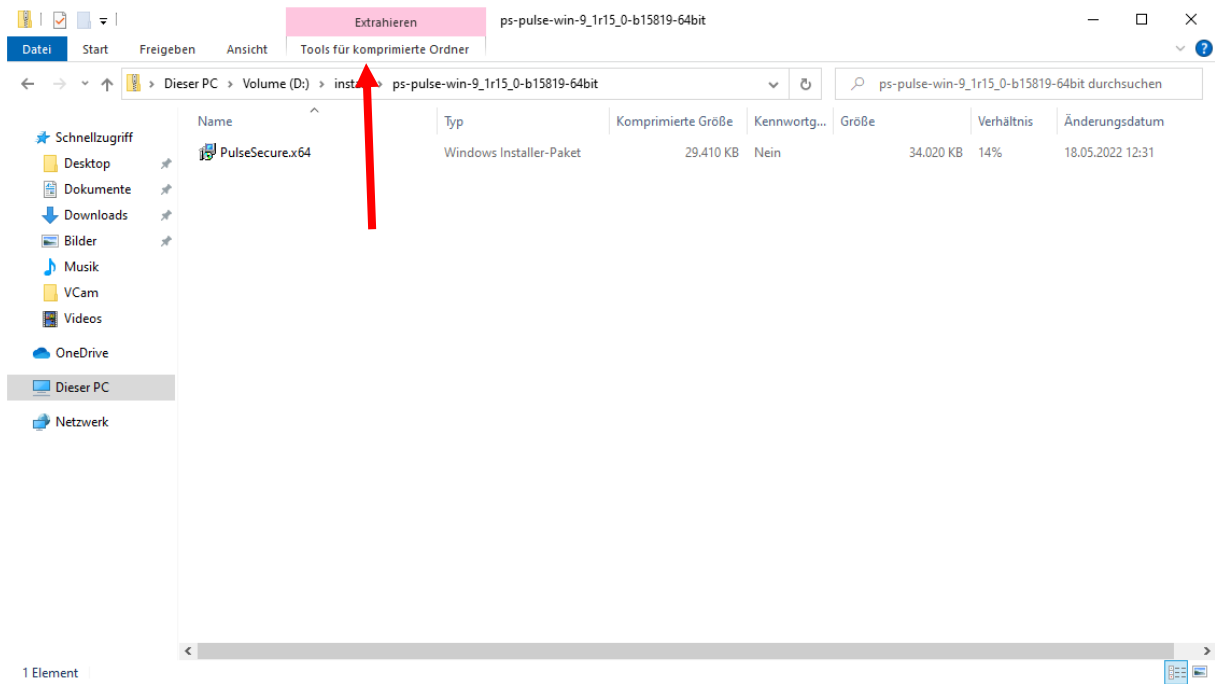 Extrahieren
ps-pulse-win-9_1r15_0-b15819-64bit
Datei Start Freigeben Ansicht Tools für komprimierte Ordner
Dieser PC › Volume (D:) › › ps-pulse-win-9_1r15_0-b15819-64bit
ps-pulse-win-9_1r15_0-b15819-64bit durchsuchen
Name Typ Komprimierte Größe Kennwortg... Größe Verhältnis Änderungsdatum
PulseSecure.x64 Windows Installer-Paket 29.410 KB Nein 34.020 KB 14% 18.05.2022 12:31
Schnellzugriff
Desktop
Dokumente
Downloads
Bilder
Musik
VCam
Videos
OneDrive
Dieser PC
Netzwerk
1 Element